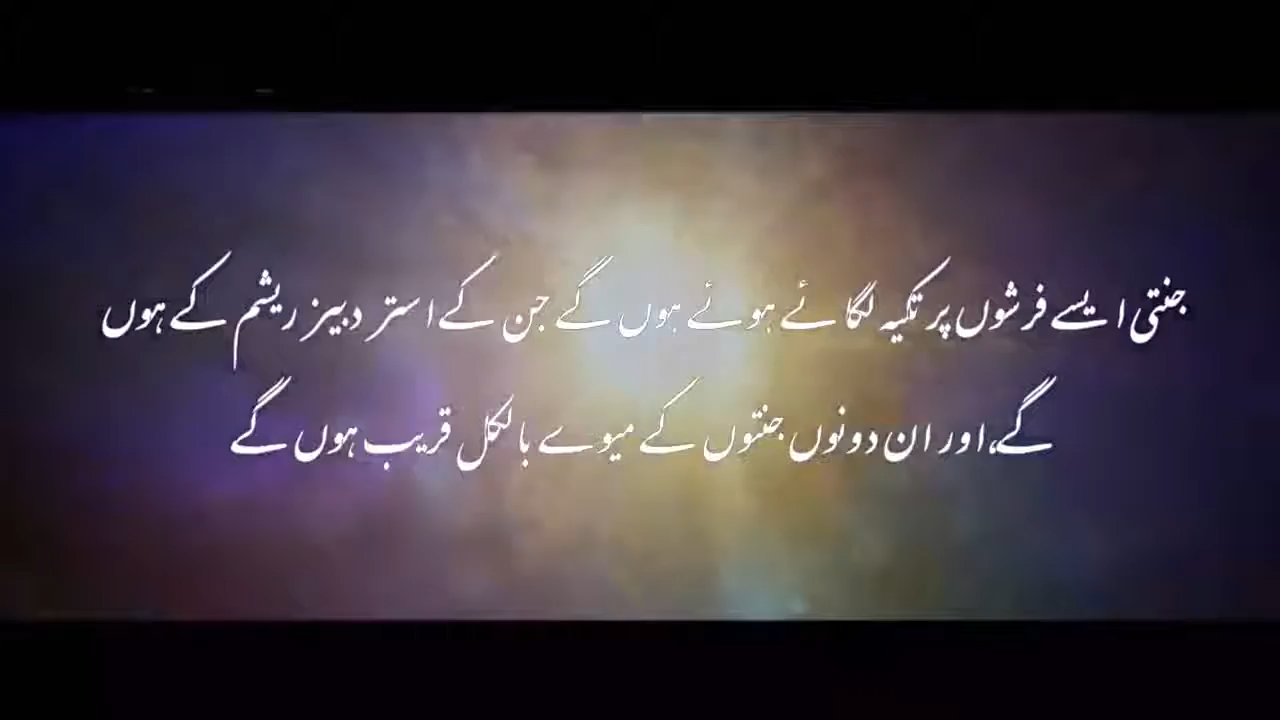 جنتی ایسے فرشوں پر تکیہ لگائے ہوئے ہوں گے جن کے استر دبیز ریشم کے ہوں
گے، اور ان دونوں جنتوں کے میوے بالکل قریب ہوں گے